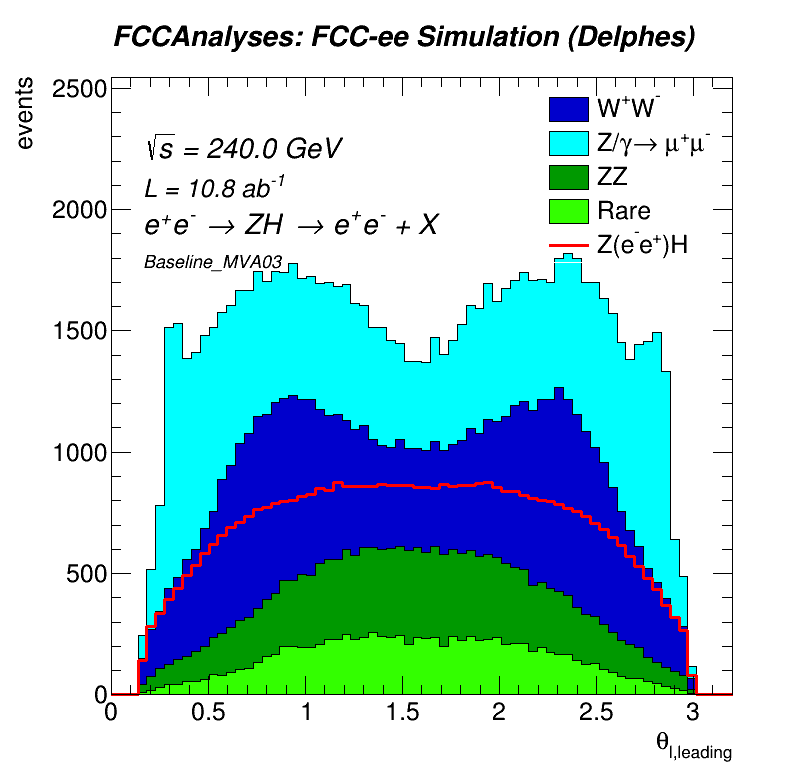 FCCAnalyses: FCC-ee Simulation (Delphes)
events
2500
2000
1500
1000
500
0
√s = 240.0 GeV
L = 10.8 ab⁻¹
e⁺e⁻ → ZH → e⁺e⁻ + X
Baseline_MVA03
W⁺W⁻
Z/γ→ μ⁺μ⁻
ZZ
Rare
Z(e⁻e⁺)H
0 0.5 1 1.5 2 2.5 3
θl,leading